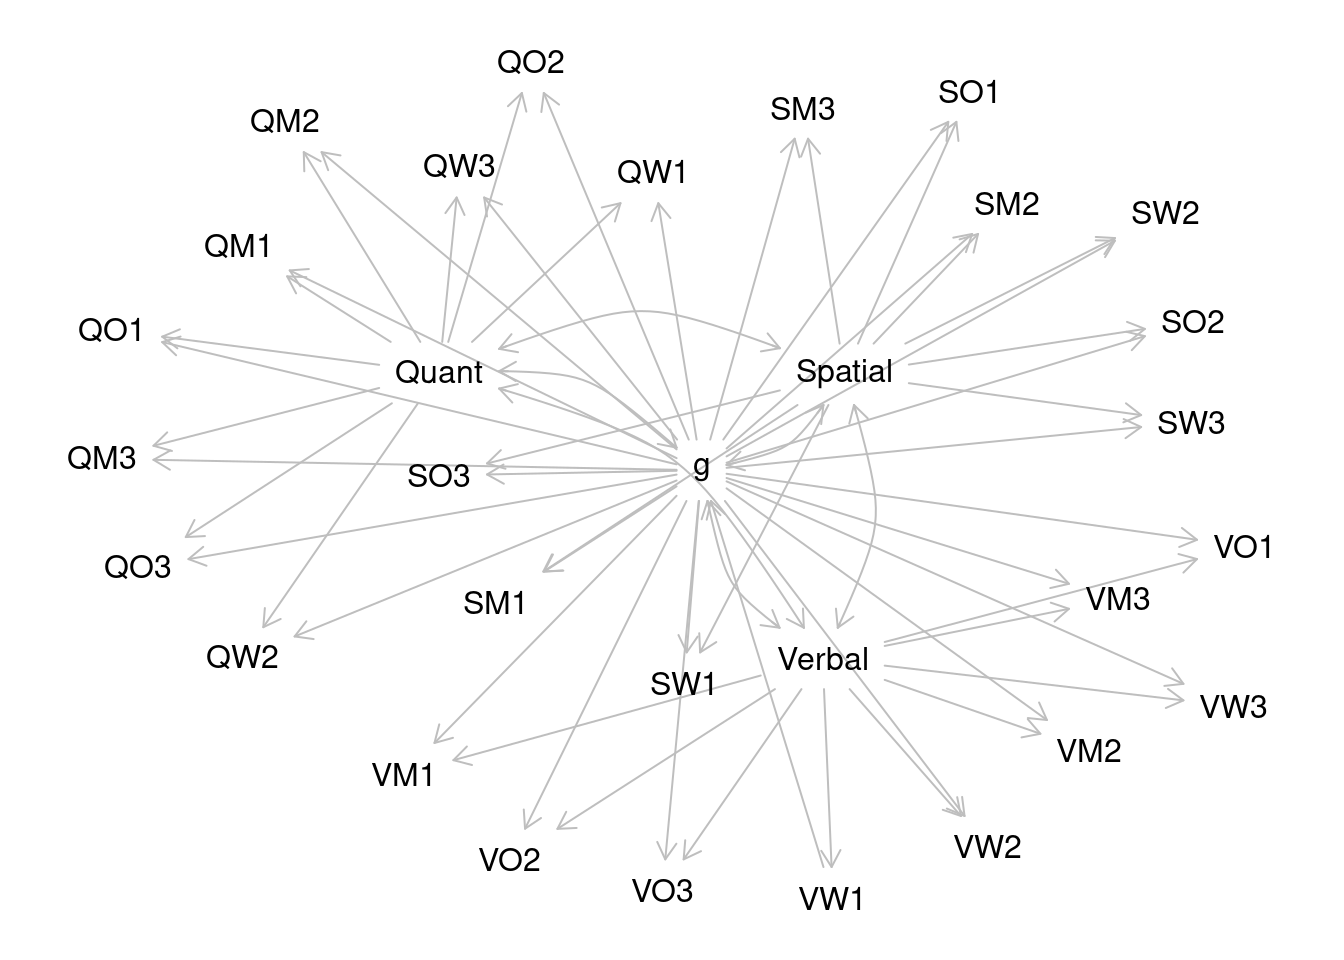 QO2
SO1
SM3
QM2
QW3
QW1
SM2
SW2
QM1
SO2
QO1
Quant
Spatial
SW3
QM3
g
SO3
VO1
QO3
SM1
VM3
QW2
Verbal
SW1
VW3
VM2
VM1
VW2
VO2
VO3
VW1